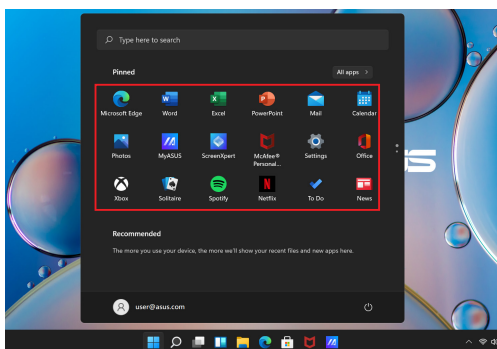 Type here to search
Pinned
All apps >
Microsoft Edge
Word
Excel
PowerPoint
Mail
Calendar
Photos
MyASUS
ScreenXpert
McAfee®
Personal...
Settings
Office
Xbox
Solitaire
Spotify
Netflix
To Do
News
Recommended
The more you use your device, the more we'll show your recent files and new apps here.
user@asus.com